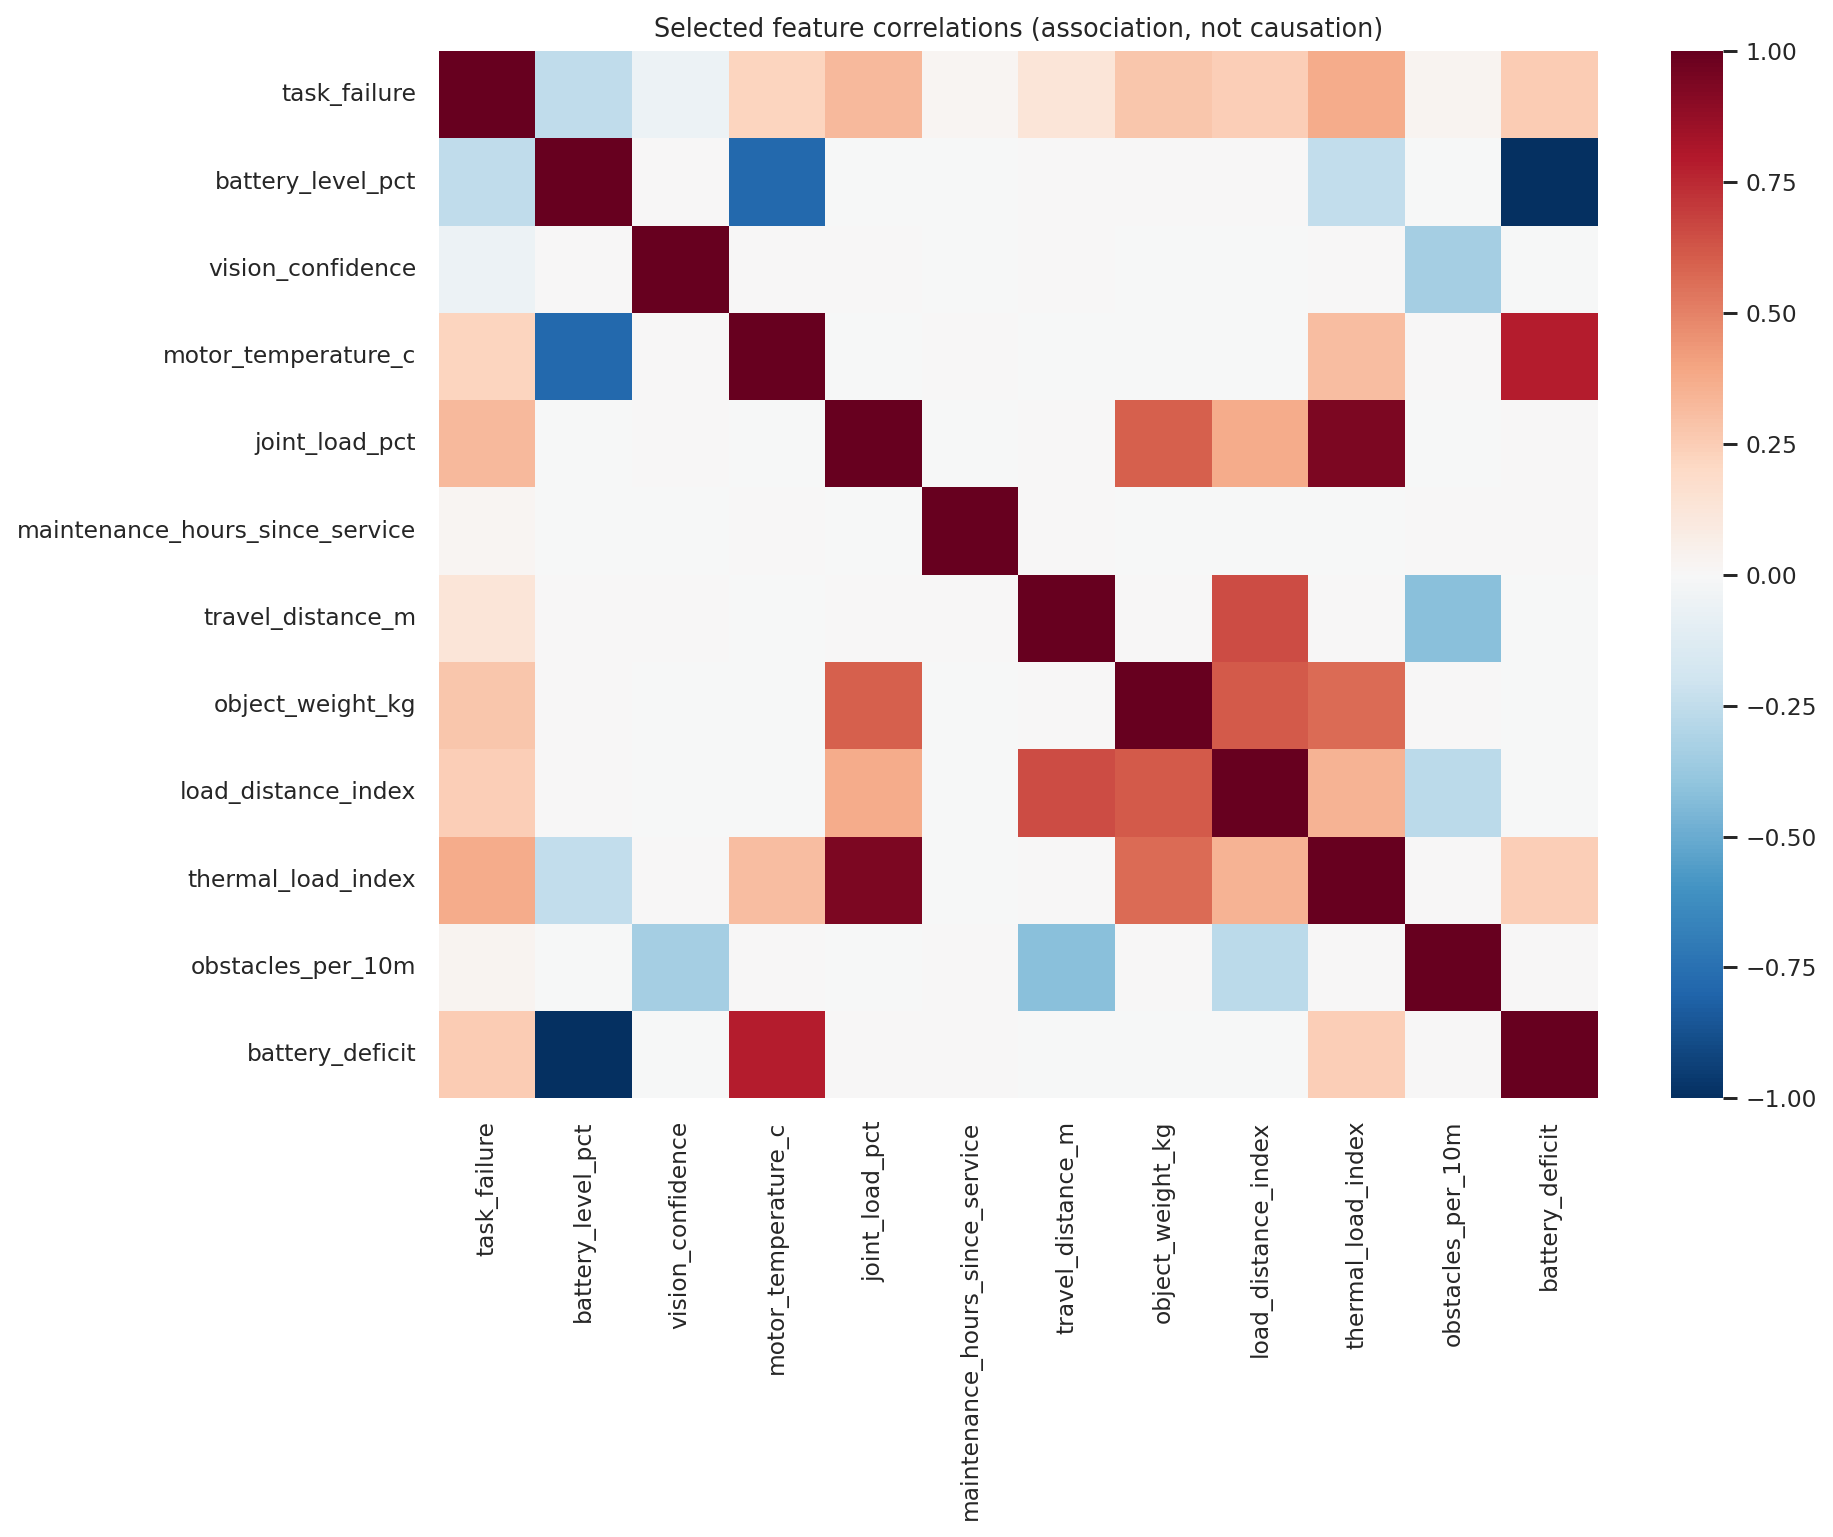 Selected feature correlations (association, not causation)
task_failure
battery_level_pct
vision_confidence
motor_temperature_c
joint_load_pct
maintenance_hours_since_service
travel_distance_m
object_weight_kg
load_distance_index
thermal_load_index
obstacles_per_10m
battery_deficit
task_failure
battery_level_pct
vision_confidence
motor_temperature_c
joint_load_pct
maintenance_hours_since_service
travel_distance_m
object_weight_kg
load_distance_index
thermal_load_index
obstacles_per_10m
battery_deficit
1.00
0.75
0.50
0.25
0.00
−0.25
−0.50
−0.75
−1.00